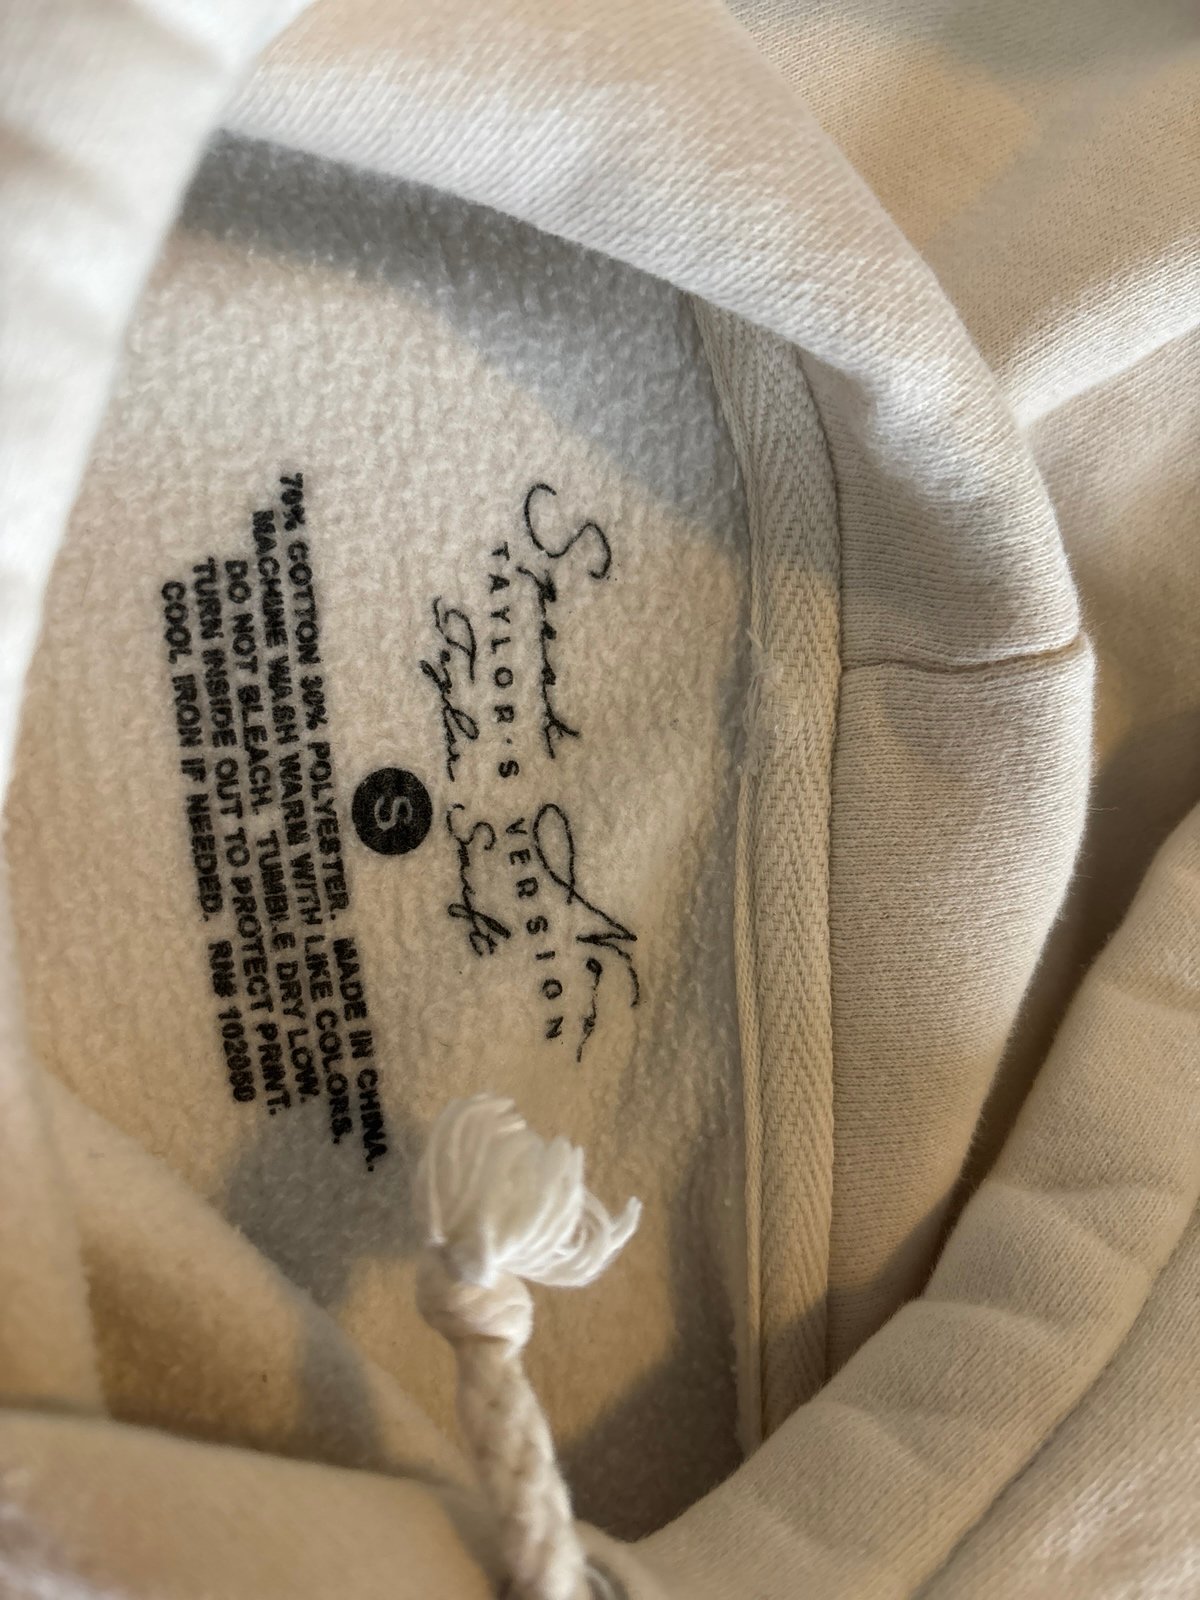 Speak Now
TAYLOR'S VERSION
Taylor Swift
S
70% COTTON 30% POLYESTER. MADE IN CHINA.
MACHINE WASH WARM WITH LIKE COLORS.
DO NOT BLEACH. TUMBLE DRY LOW.
TURN INSIDE OUT TO PROTECT PRINT.
COOL IRON IF NEEDED. RN#